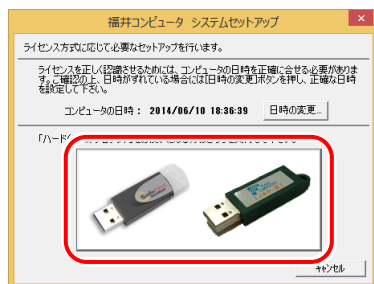 福井コンピュータ システムセットアップ
ライセンス方式に応じて必要なセットアップを行います。
ライセンスを正しく認識させるためには、コンピュータの日時を正確に合せる必要がありま
す。ご確認の上、日時がずれている場合には[日時の変更]ボタンを押し、正確な日時
を設定して下さい。
コンピュータの日時： 2014/06/10 18:36:39 日時の変更...
「ハード
キャンセル